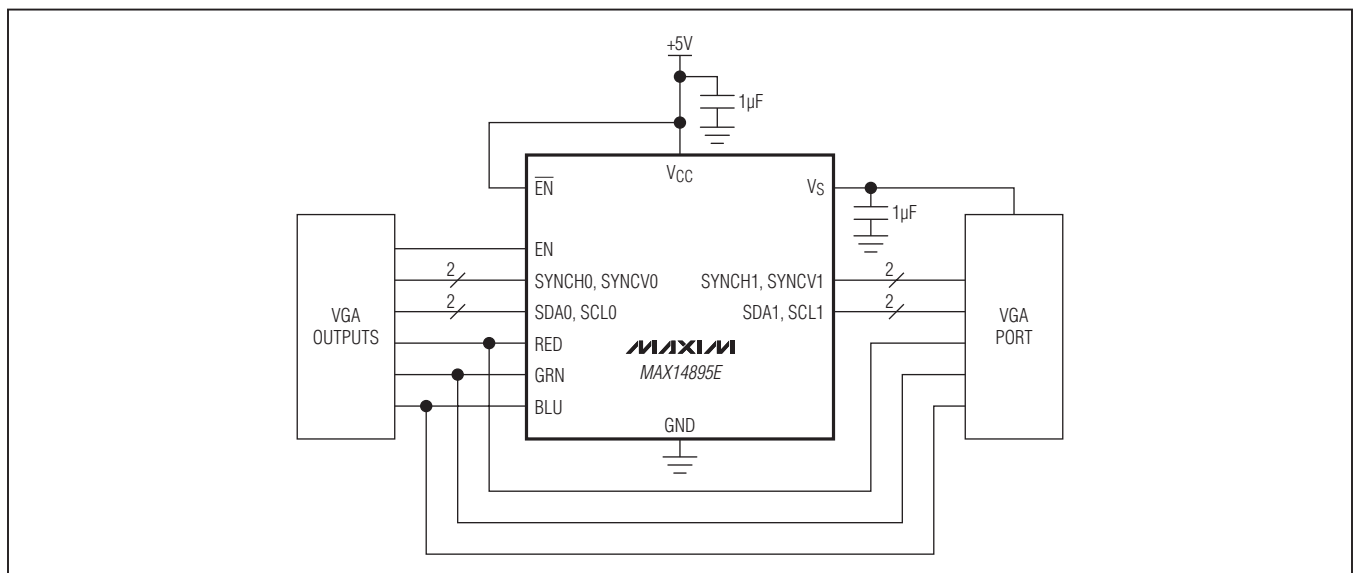 +5V
1µF
VCC
EN
VS
1µF
EN
2
SYNCH0, SYNCV0
SYNCH1, SYNCV1
2
2
SDA0, SCL0
SDA1, SCL1
2
VGA
OUTPUTS
RED
MAXIM
VGA
PORT
GRN
MAX14895E
BLU
GND